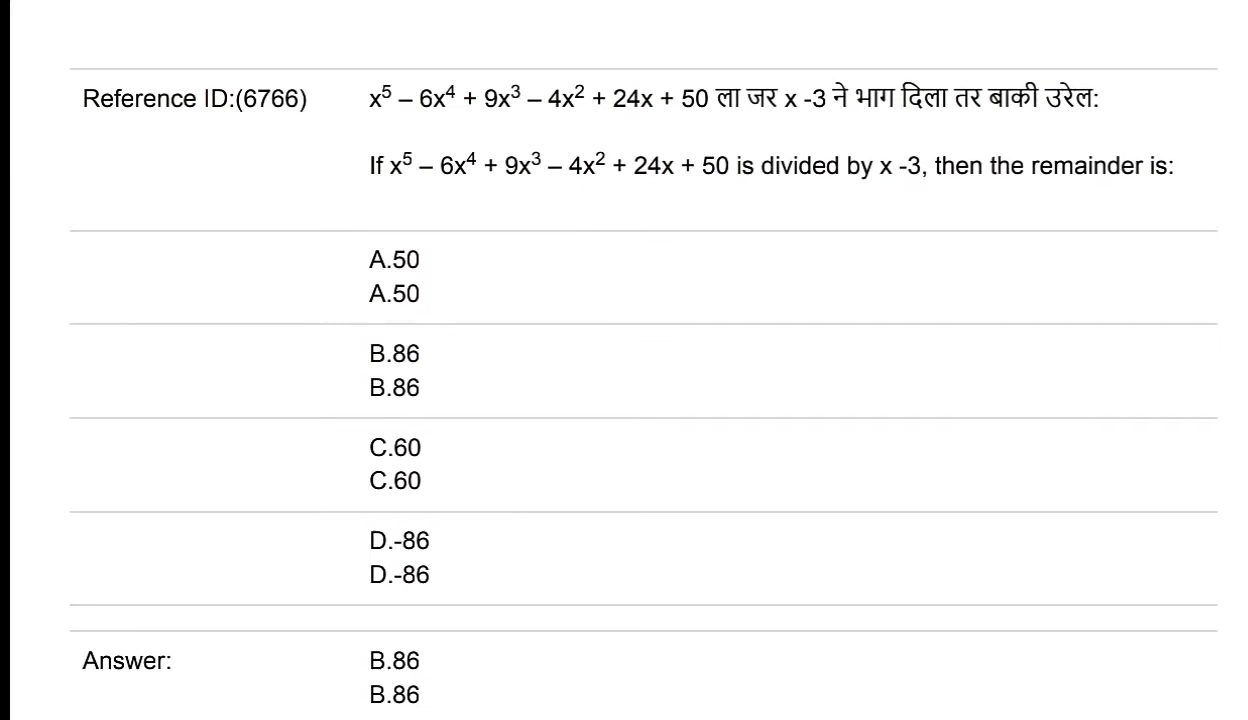 Reference ID:(6766) x⁵ – 6x⁴ + 9x³ – 4x² + 24x + 50 ला जर x -3 ने भाग दिला तर बाकी उरेल:
If x⁵ – 6x⁴ + 9x³ – 4x² + 24x + 50 is divided by x -3, then the remainder is:
A.50
A.50
B.86
B.86
C.60
C.60
D.-86
D.-86
Answer: B.86
B.86